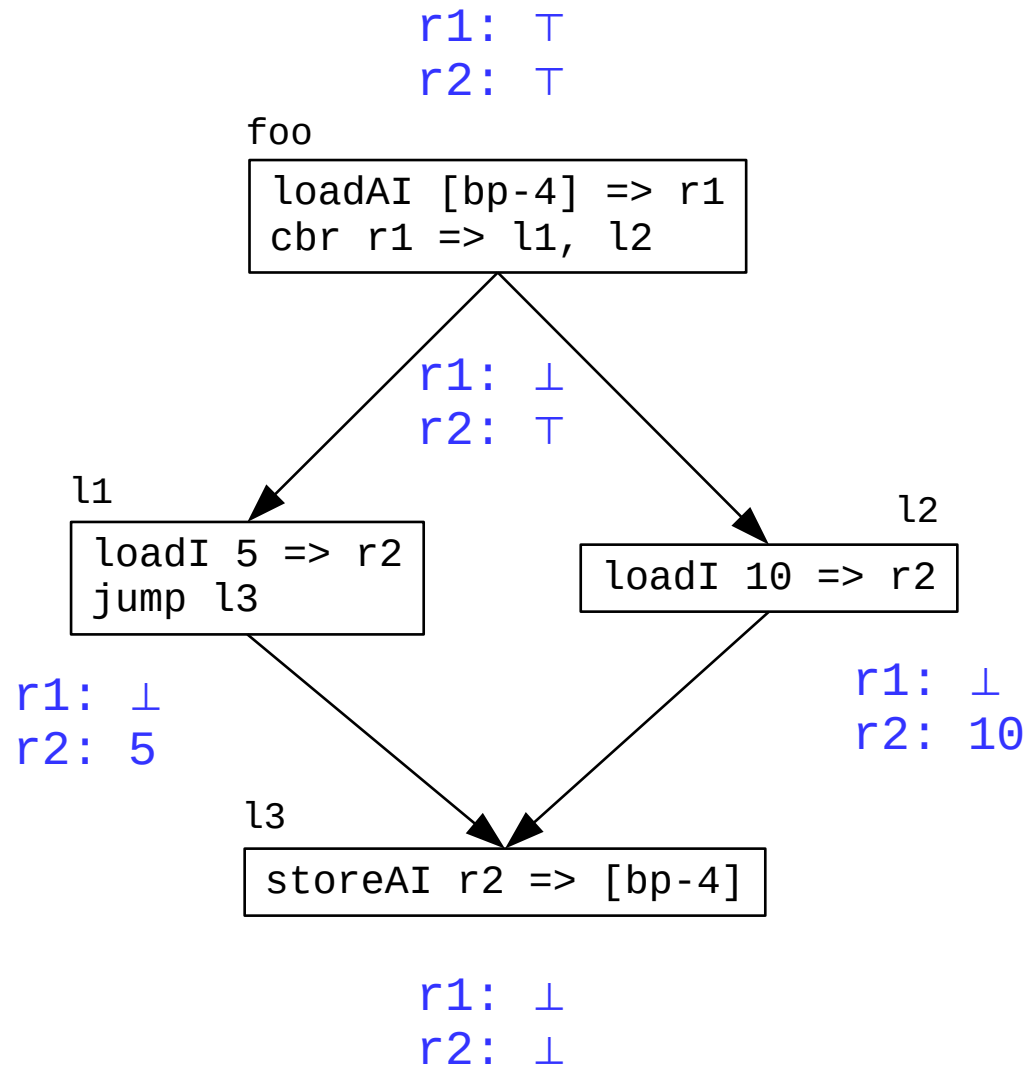 r1: ⊤
r2: ⊤
foo
loadAI [bp-4] => r1
cbr r1 => l1, l2
r1: ⊥
r2: ⊤
l1
loadI 5 => r2
jump l3
l2
loadI 10 => r2
r1: ⊥
r2: 5
r1: ⊥
r2: 10
l3
storeAI r2 => [bp-4]
r1: ⊥
r2: ⊥